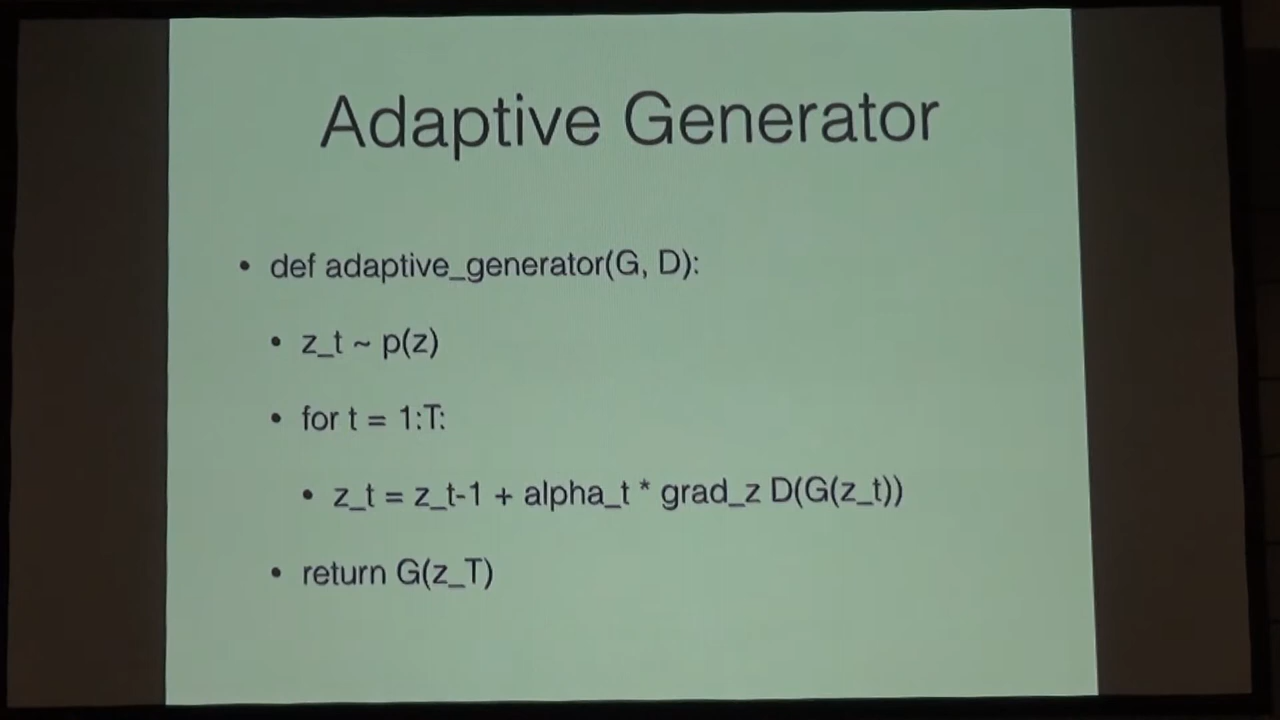 Adaptive Generator
• def adaptive_generator(G, D):
• z_t ~ p(z)
• for t = 1:T:
• z_t = z_t-1 + alpha_t * grad_z D(G(z_t))
• return G(z_T)